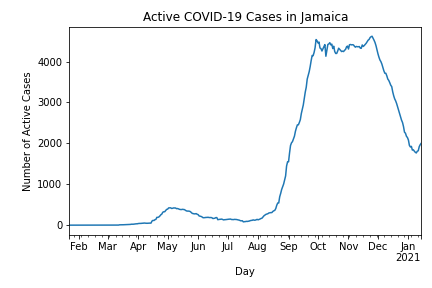 Active COVID-19 Cases in Jamaica
Number of Active Cases
4000
3000
2000
1000
0
Feb Mar Apr May Jun Jul Aug Sep Oct Nov Dec Jan
2021
Day